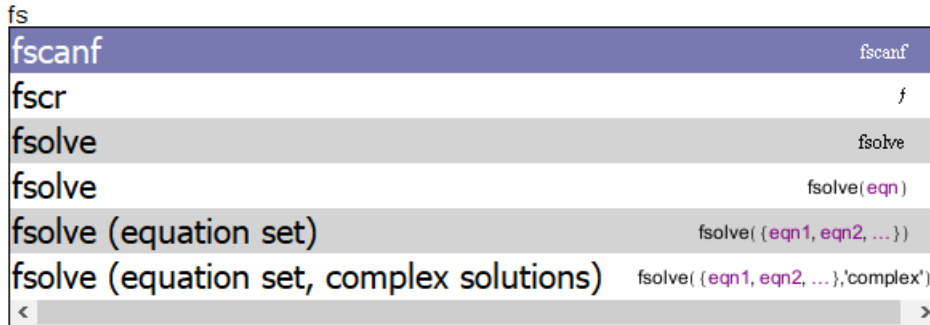 fs
fscanf fscanf
fscr f
fsolve fsolve
fsolve fsolve(eqn)
fsolve (equation set) fsolve( {eqn1, eqn2, ...})
fsolve (equation set, complex solutions) fsolve( {eqn1, eqn2, ... },'complex')